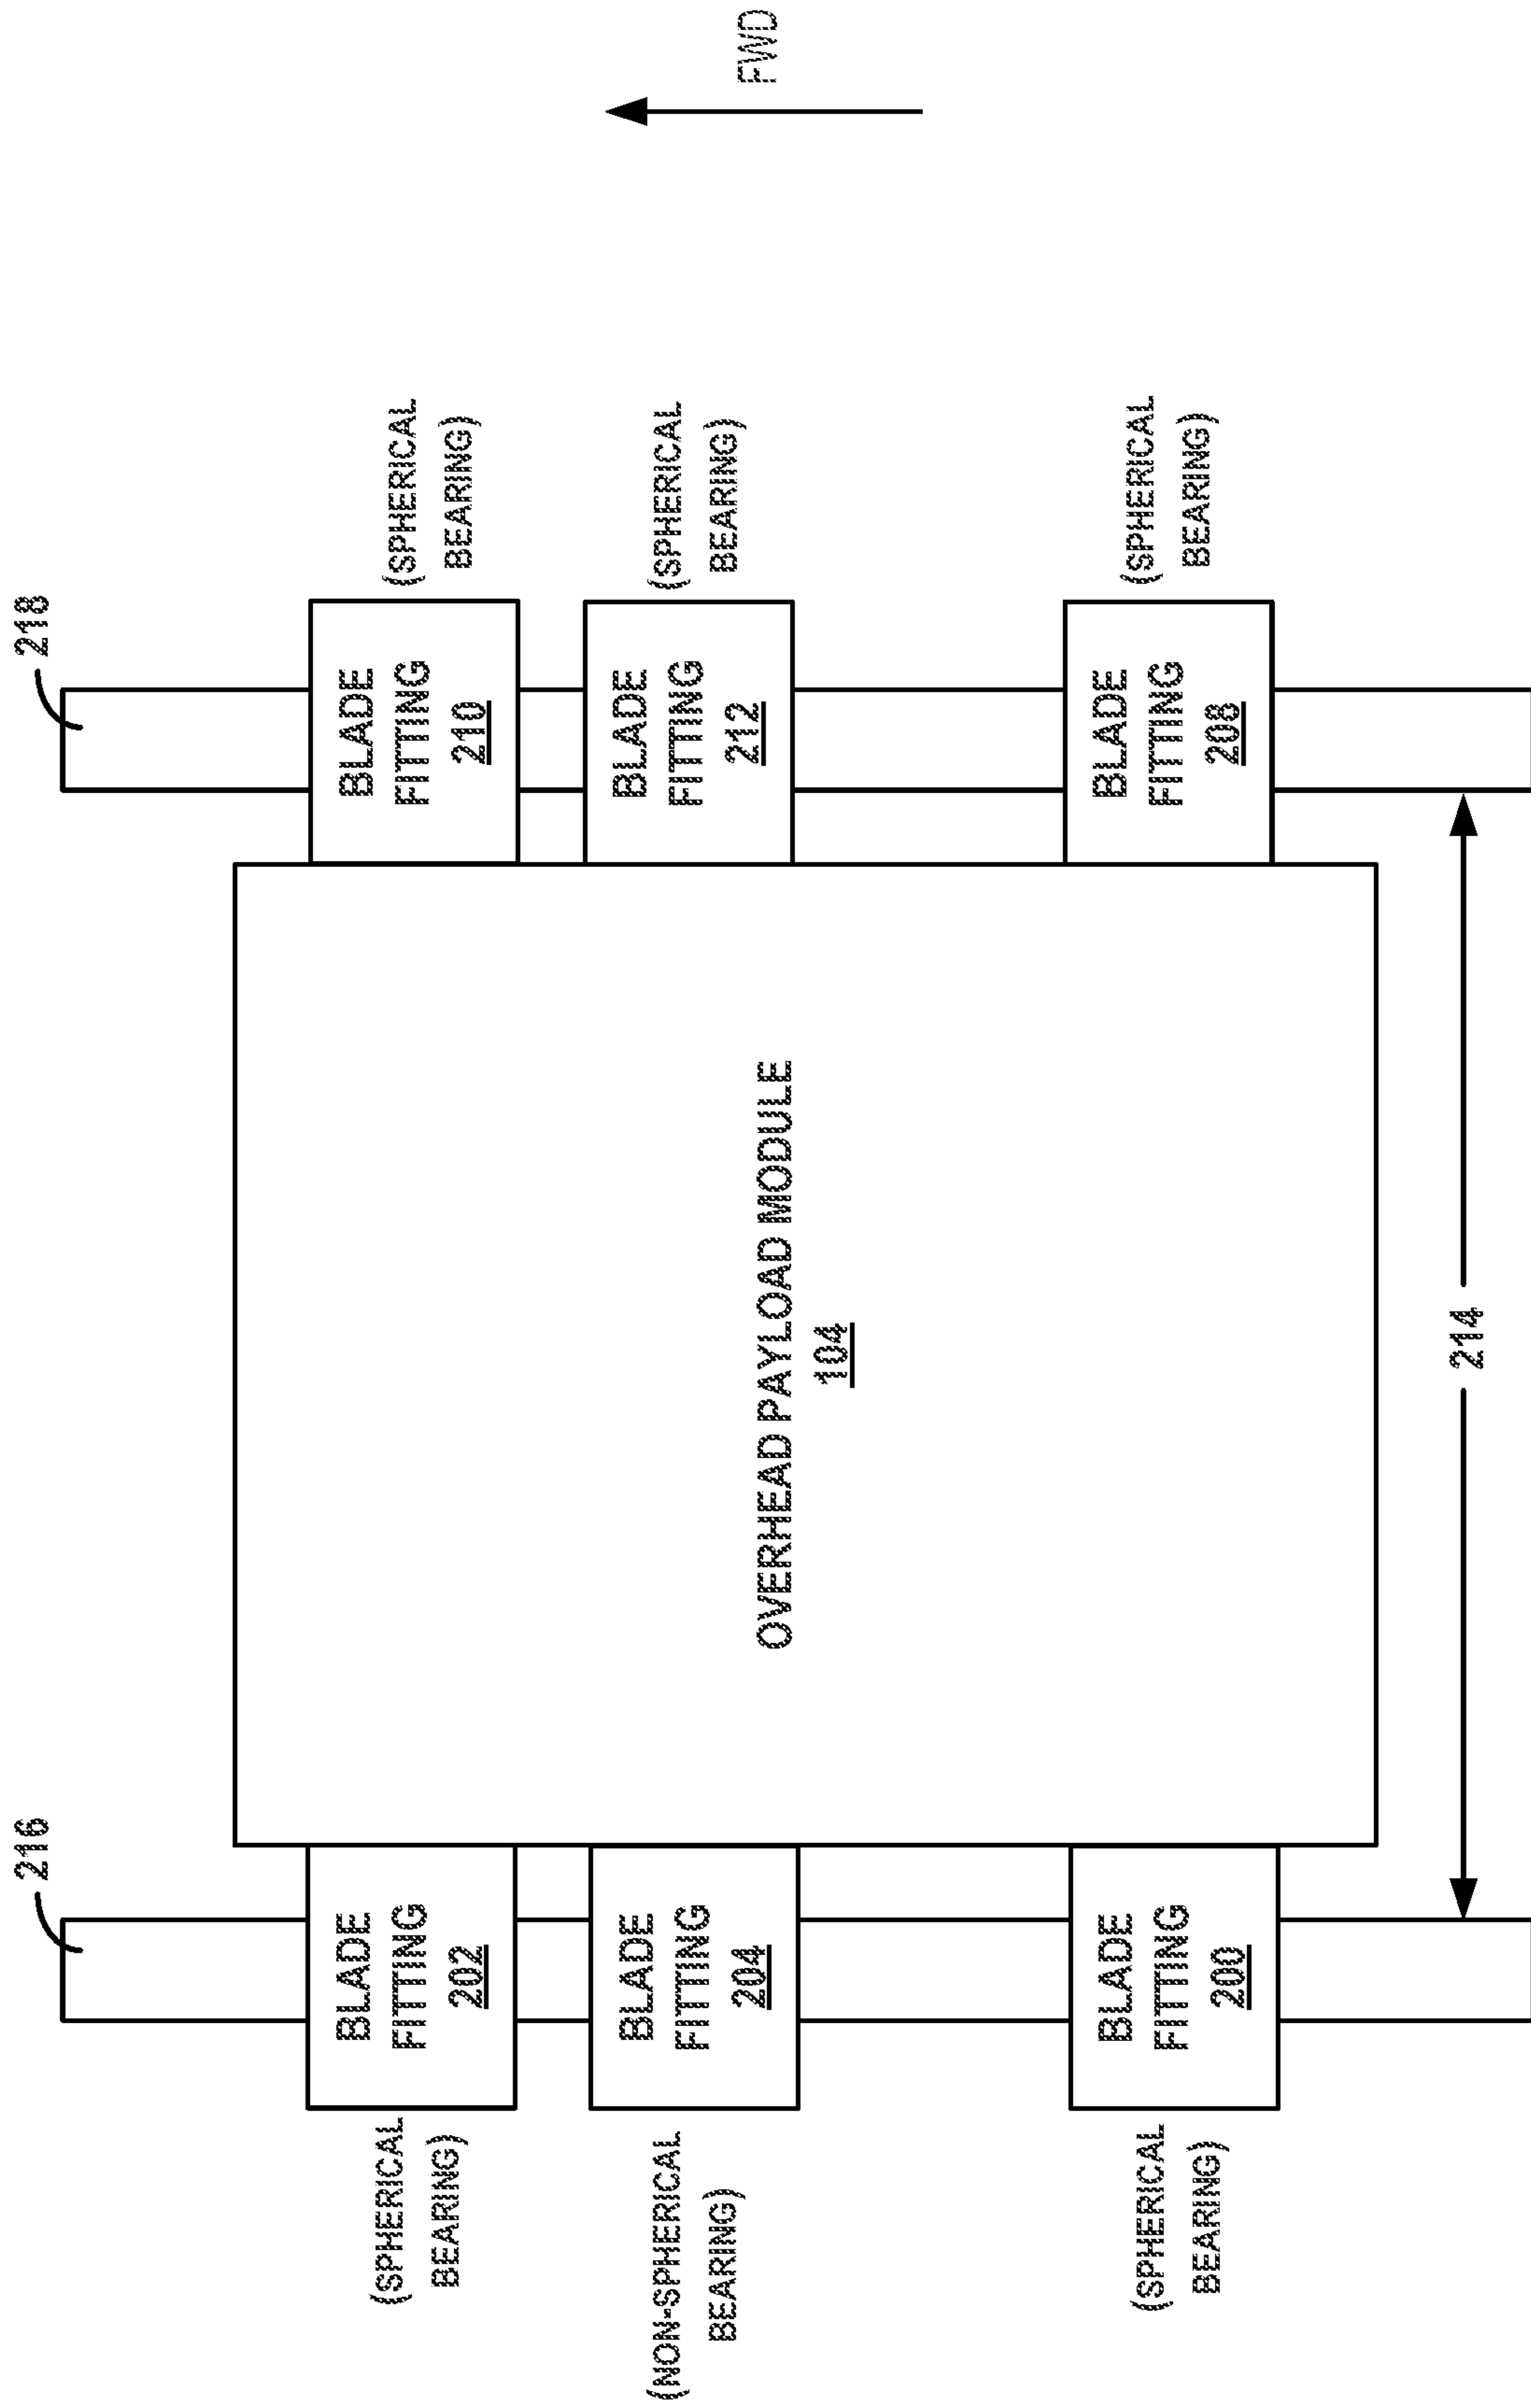 216
218
(SPHERICAL
BEARING)
BLADE
FITTING
202
BLADE
FITTING
210
(SPHERICAL
BEARING)
(NON-SPHERICAL
BEARING)
BLADE
FITTING
204
BLADE
FITTING
212
(SPHERICAL
BEARING)
OVERHEAD PAYLOAD MODULE
104
FWD
(SPHERICAL
BEARING)
BLADE
FITTING
200
BLADE
FITTING
208
(SPHERICAL
BEARING)
214